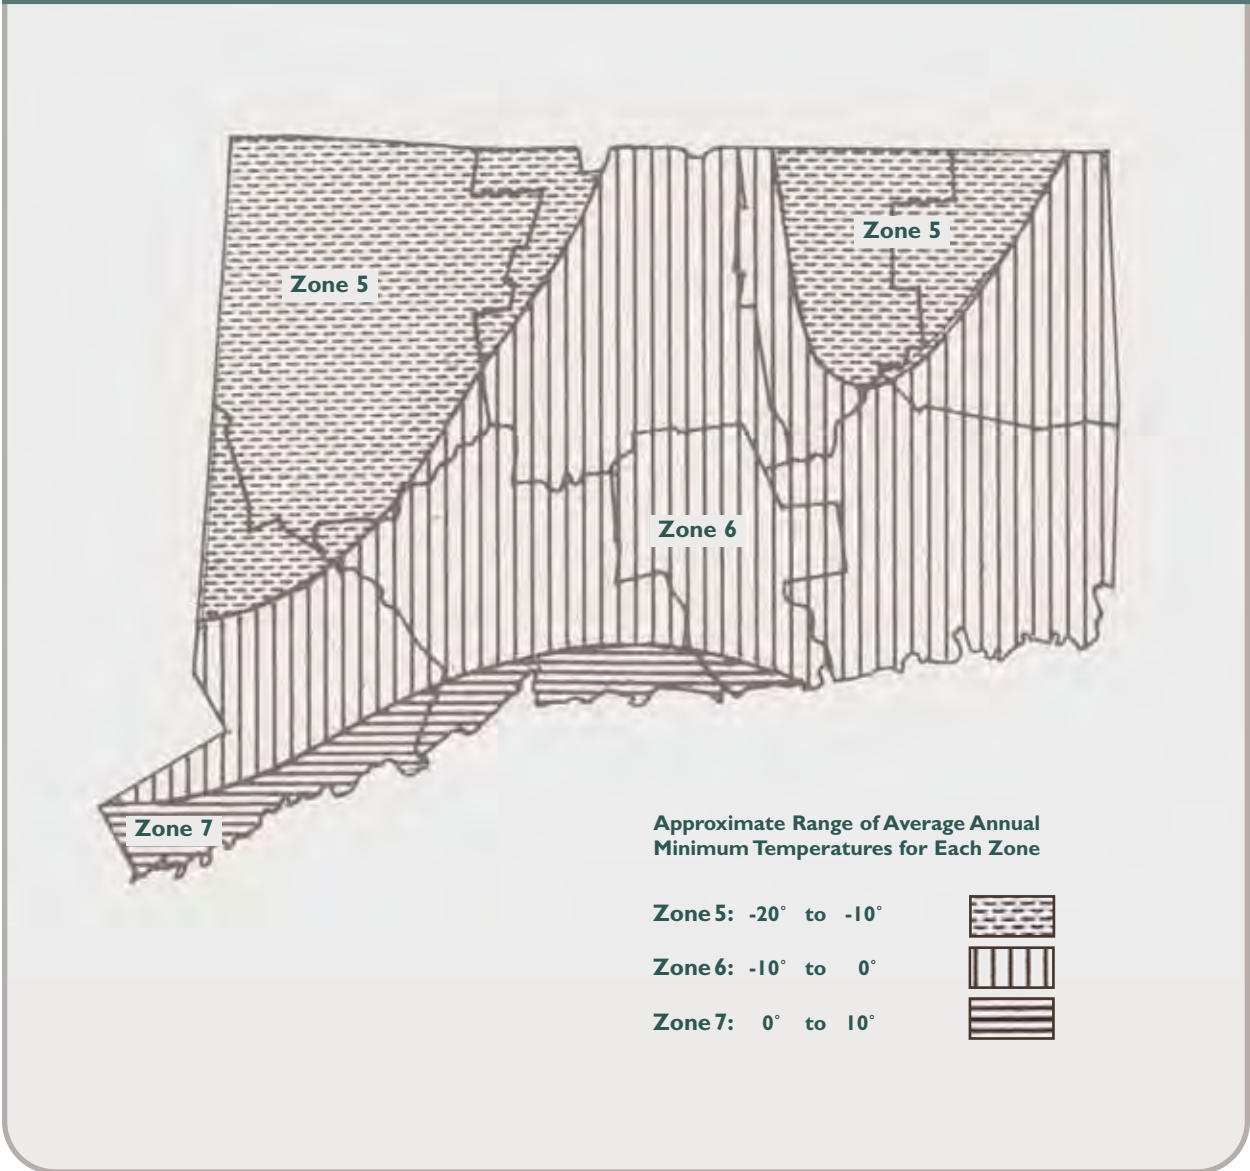 Zone 5
Zone 5
Zone 6
Zone 7
Approximate Range of Average Annual
Minimum Temperatures for Each Zone
Zone 5: -20° to -10°
Zone 6: -10° to 0°
Zone 7: 0° to 10°